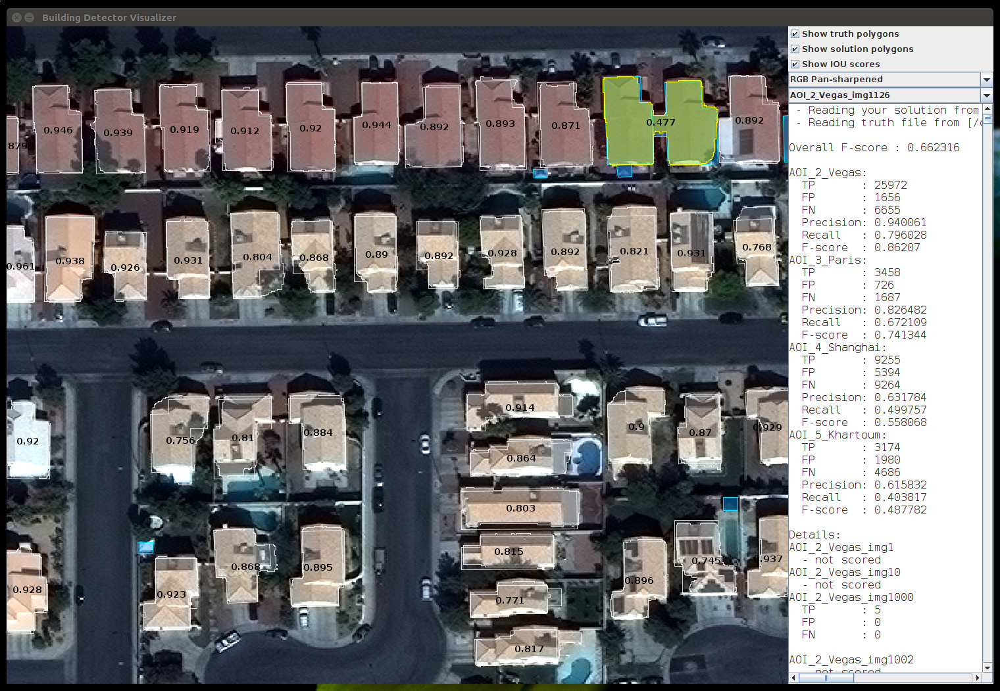 Building Detector Visualizer
Show truth polygons
Show solution polygons
Show IOU scores
RGB Pan-sharpened
AOI_2_Vegas_img1126
- Reading your solution from
- Reading truth file from [/
Overall F-score : 0.662316
AOI_2_Vegas:
TP : 25972
FP : 1656
FN : 6655
Precision: 0.940061
Recall : 0.796028
F-score : 0.86207
AOI_3_Paris:
TP : 3458
FP : 726
FN : 1687
Precision: 0.826482
Recall : 0.672109
F-score : 0.741344
AOI_4_Shanghai:
TP : 9255
FP : 5394
FN : 9264
Precision: 0.631784
Recall : 0.499757
F-score : 0.558068
AOI_5_Khartoum:
TP : 3174
FP : 1980
FN : 4686
Precision: 0.615832
Recall : 0.403817
F-score : 0.487782
Details:
AOI_2_Vegas_img1
- not scored
AOI_2_Vegas_img10
- not scored
AOI_2_Vegas_img1000
TP : 5
FP : 0
FN : 0
AOI_2_Vegas_img1002
- not scored
879 0.946 0.939 0.919 0.912 0.92 0.944 0.892 0.893 0.871 0.477 0.892
0.961 0.938 0.926 0.931 0.804 0.868 0.89 0.892 0.928 0.892 0.821 0.931 0.768
0.92 0.756 0.81 0.884 0.914 0.9 0.87 0.929
0.864
0.803
0.815
0.928 0.923 0.868 0.895 0.771 0.896 0.745 .937
0.817